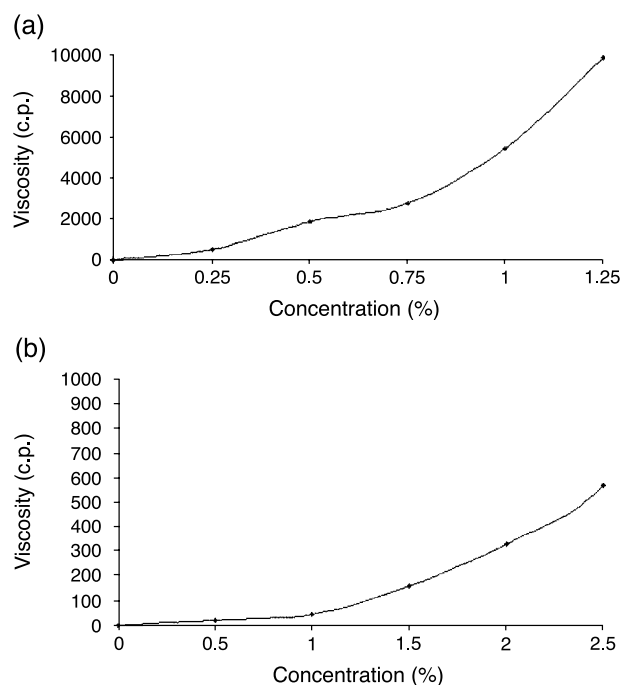 (a)
Viscosity (c.p.)
10000
8000
6000
4000
2000
0
0 0.25 0.5 0.75 1 1.25
Concentration (%)
(b)
Viscosity (c.p.)
1000
900
800
700
600
500
400
300
200
100
0
0 0.5 1 1.5 2 2.5
Concentration (%)